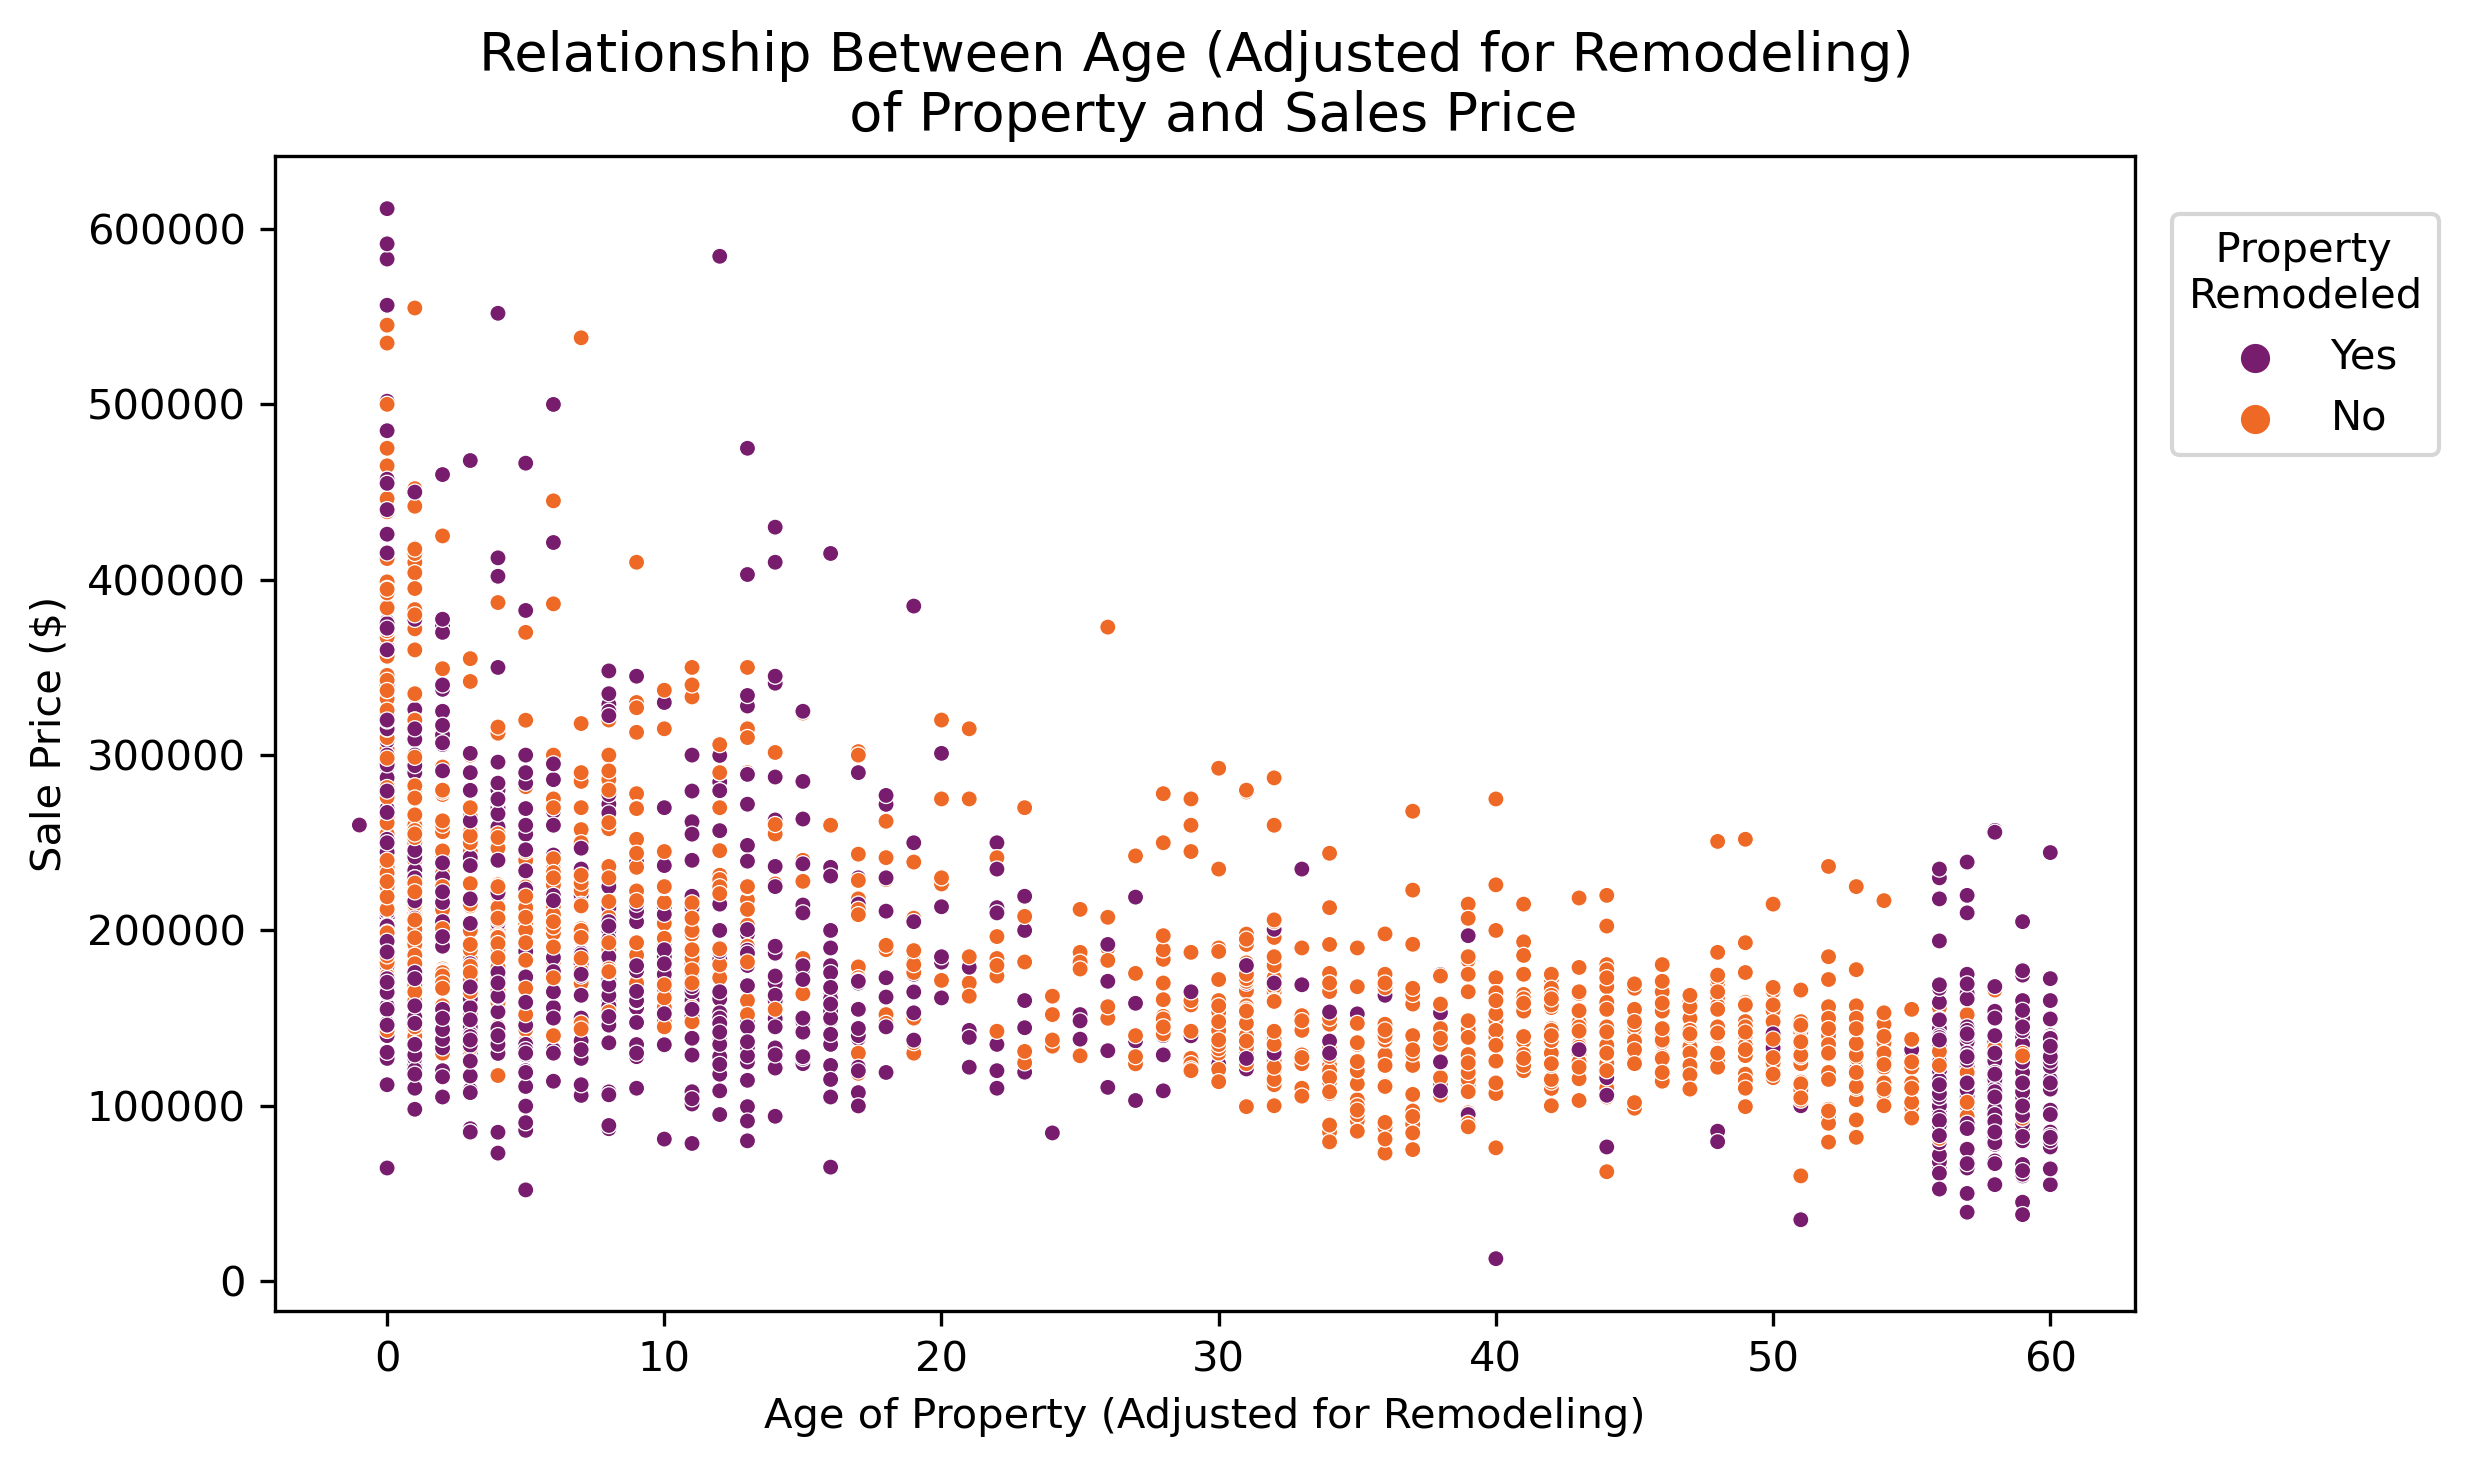 Relationship Between Age (Adjusted for Remodeling)
of Property and Sales Price
Sale Price ($)
600000
500000
400000
300000
200000
100000
0
0 10 20 30 40 50 60
Age of Property (Adjusted for Remodeling)
Property
Remodeled
Yes
No